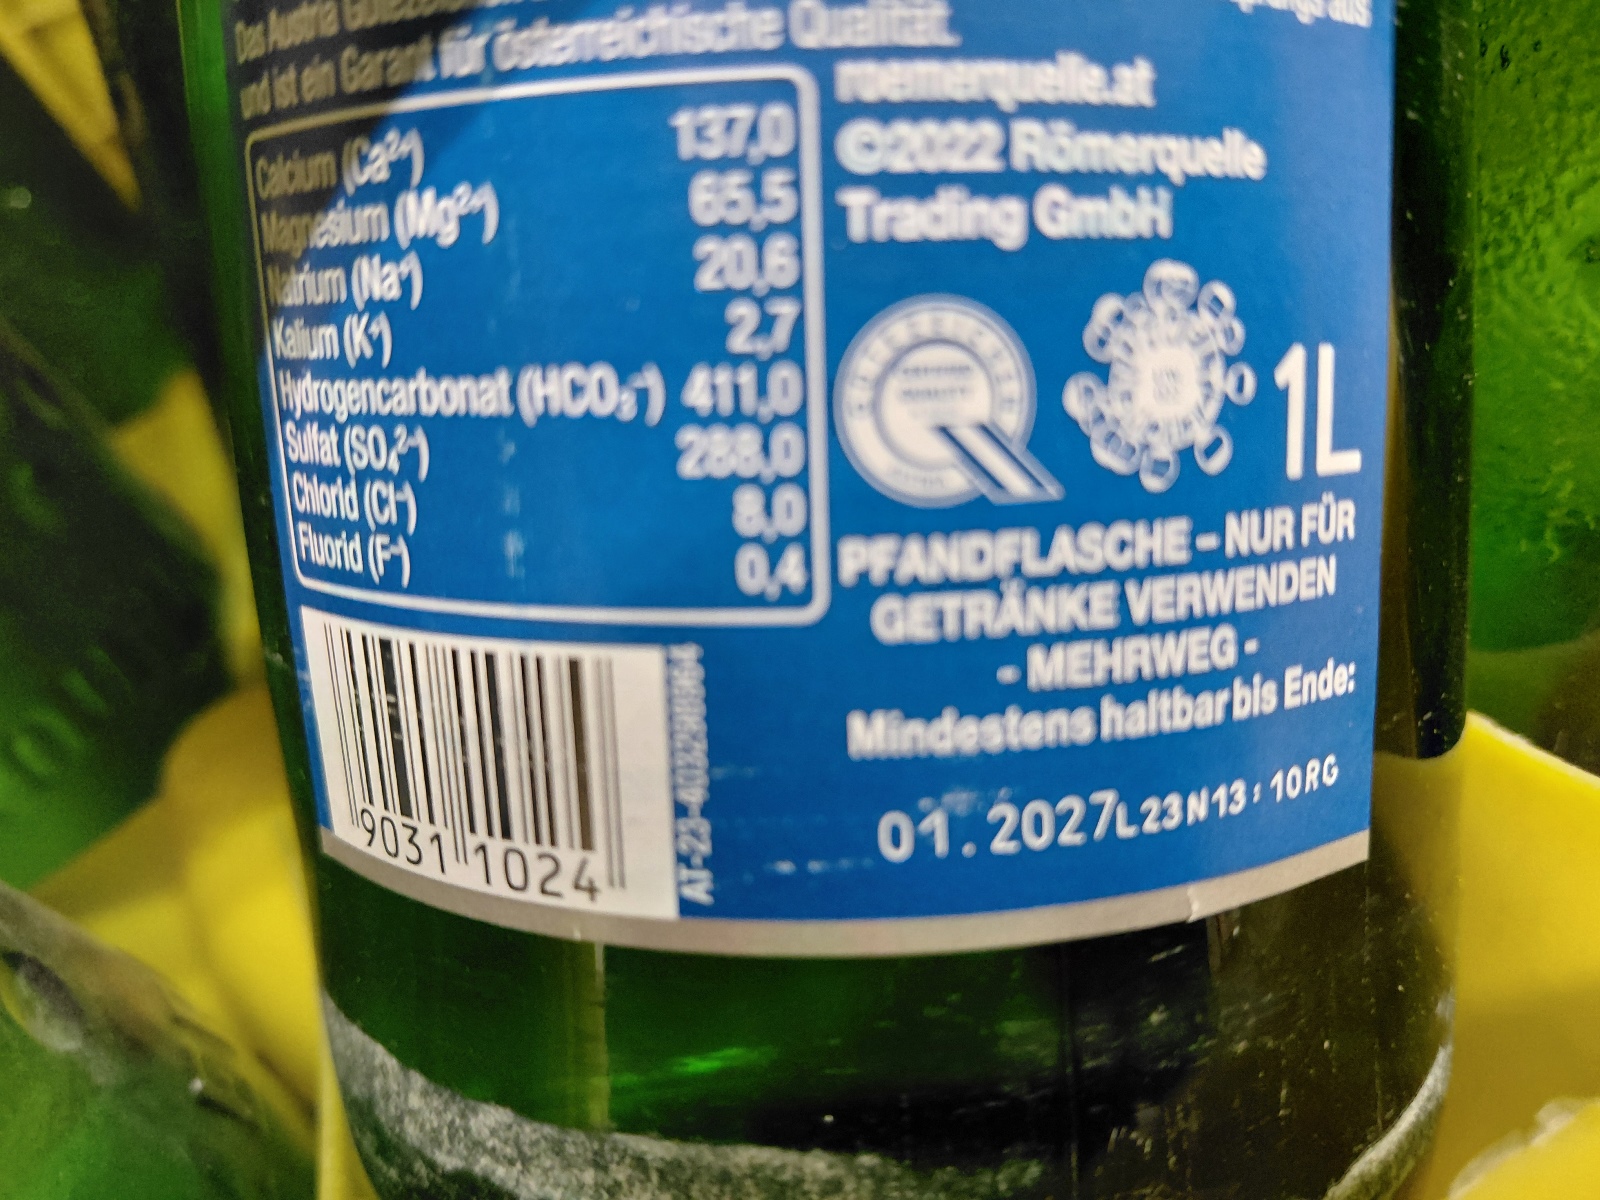 Das Austria
und ist ein Garant für österreichische Qualität.
Calcium (Ca²⁺) 137,0
Magnesium (Mg²⁺) 65,5
Natrium (Na⁺) 20,6
Kalium (K⁺) 2,7
Hydrogencarbonat (HCO₃⁻) 411,0
Sulfat (SO₄²⁻) 288,0
Chlorid (Cl⁻) 8,0
Fluorid (F⁻) 0,4
9031 1024
roemerquelle.at
©2022 Römerquelle
Trading GmbH
1L
PFANDFLASCHE – NUR FÜR
GETRÄNKE VERWENDEN
- MEHRWEG -
Mindestens haltbar bis Ende:
01.2027L23N13:10RG